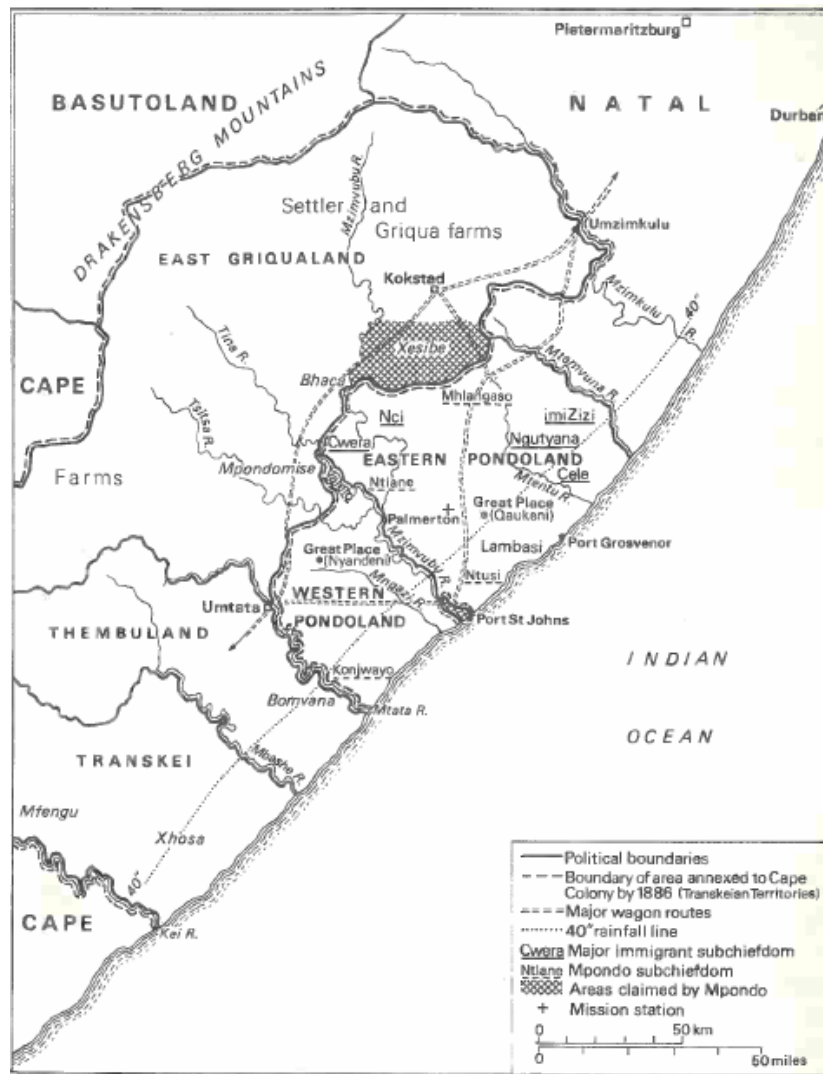 Pietermaritzburg
BASUTOLAND
NATAL
Durban
DRAKENSBERG MOUNTAINS
Mzimvubu R.
Settler and
Griqua farms
Umzimkulu
EAST GRIQUALAND
Kokstad
Mzimkulu R.
40"
Tina R.
Xesibe
Mtamvuna R.
CAPE
Bhaca
Mhlangaso
Tsitsa R.
Nci
imiZizi
Cwera
Ngutyana
Farms
Mpondomise
EASTERN PONDOLAND
Cele
Ntlane
Mtentu R.
Palmerton
Great Place
(Qaukeni)
Mzimvubu R.
Great Place
(Nyandeni)
Lambasi
Port Grosvenor
Ntusi
WESTERN
PONDOLAND
Mngazi R.
Umtata
Port St Johns
THEMBULAND
INDIAN
OCEAN
Konjwayo
Bomvana
Mtata R.
TRANSKEI
Mbashe R.
Mfengu
Xhosa
40"
CAPE
Kei R.
Political boundaries
Boundary of area annexed to Cape
Colony by 1886 (Transkeian Territories)
Major wagon routes
40" rainfall line
Cwera Major immigrant subchiefdom
Ntlane Mpondo subchiefdom
Areas claimed by Mpondo
Mission station
0 50 km
0 50 miles